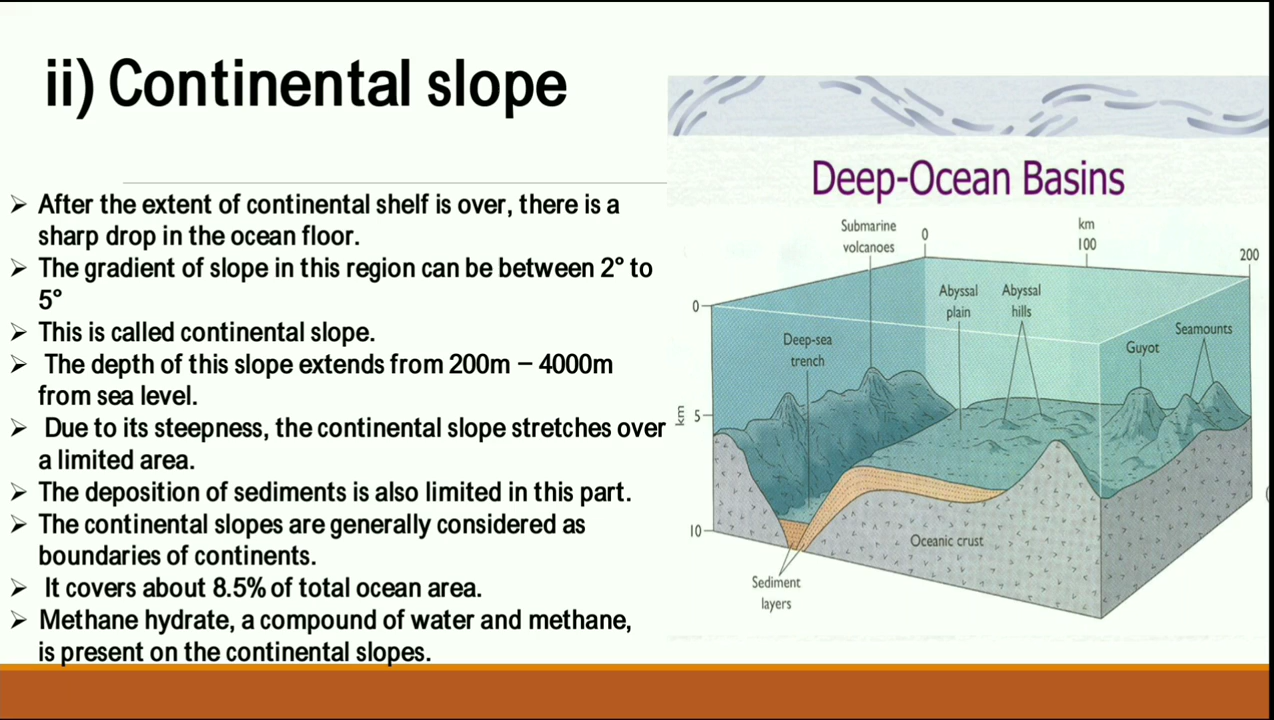 ii) Continental slope
➢ After the extent of continental shelf is over, there is a
sharp drop in the ocean floor.
➢ The gradient of slope in this region can be between 2° to
5°
➢ This is called continental slope.
➢ The depth of this slope extends from 200m – 4000m
from sea level.
➢ Due to its steepness, the continental slope stretches over
a limited area.
➢ The deposition of sediments is also limited in this part.
➢ The continental slopes are generally considered as
boundaries of continents.
➢ It covers about 8.5% of total ocean area.
➢ Methane hydrate, a compound of water and methane,
is present on the continental slopes.
Deep-Ocean Basins
Submarine
volcanoes
0
km
100
200
0
Abyssal
plain
Abyssal
hills
Seamounts
Deep-sea
trench
Guyot
km
5
10
Oceanic crust
Sediment
layers